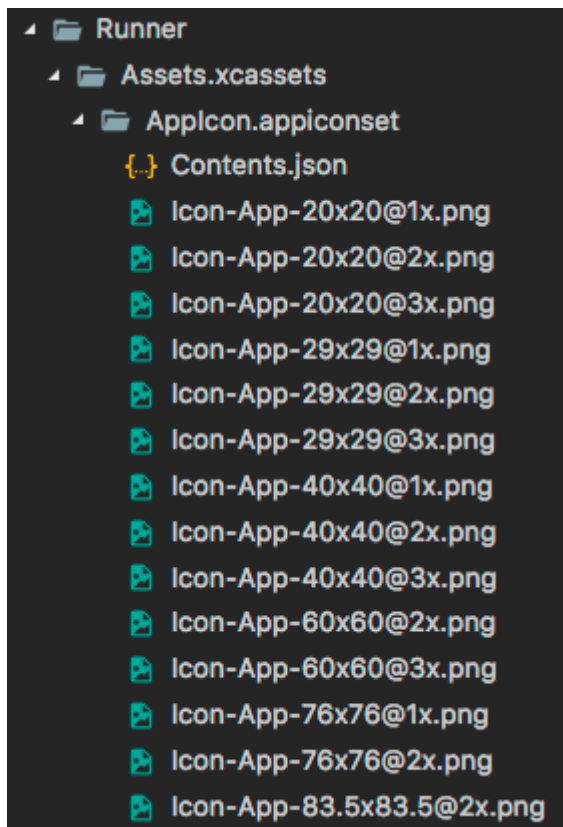 Runner
Assets.xcassets
AppIcon.appiconset
{..} Contents.json
Icon-App-20x20@1x.png
Icon-App-20x20@2x.png
Icon-App-20x20@3x.png
Icon-App-29x29@1x.png
Icon-App-29x29@2x.png
Icon-App-29x29@3x.png
Icon-App-40x40@1x.png
Icon-App-40x40@2x.png
Icon-App-40x40@3x.png
Icon-App-60x60@2x.png
Icon-App-60x60@3x.png
Icon-App-76x76@1x.png
Icon-App-76x76@2x.png
Icon-App-83.5x83.5@2x.png